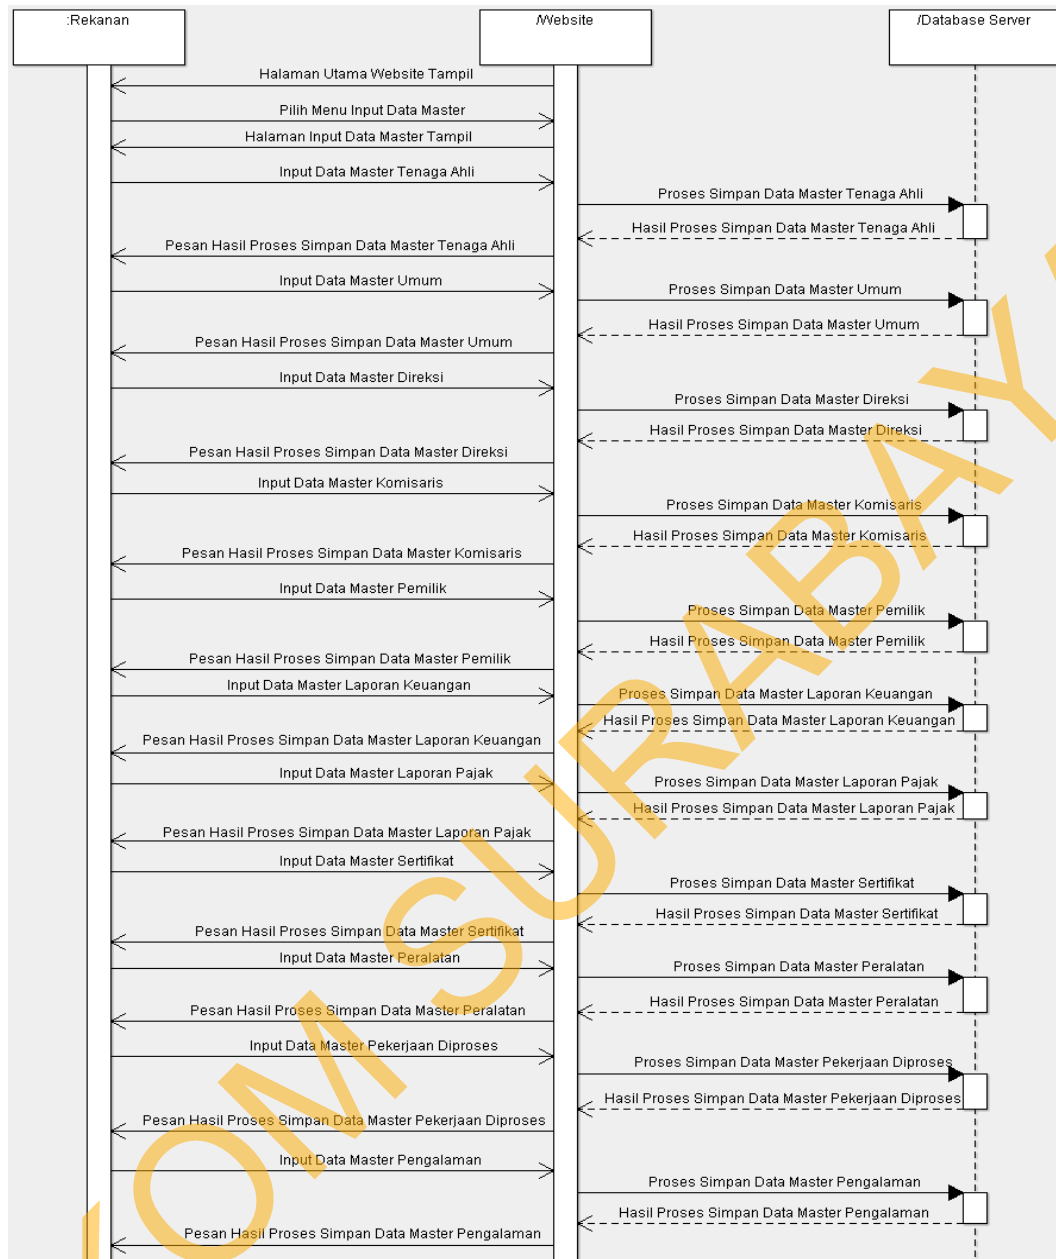 :Rekanan
/Website
/Database Server
Halaman Utama Website Tampil
Pilih Menu Input Data Master
Halaman Input Data Master Tampil
Input Data Master Tenaga Ahli
Proses Simpan Data Master Tenaga Ahli
Hasil Proses Simpan Data Master Tenaga Ahli
Pesan Hasil Proses Simpan Data Master Tenaga Ahli
Input Data Master Umum
Proses Simpan Data Master Umum
Hasil Proses Simpan Data Master Umum
Pesan Hasil Proses Simpan Data Master Umum
Input Data Master Direksi
Proses Simpan Data Master Direksi
Hasil Proses Simpan Data Master Direksi
Pesan Hasil Proses Simpan Data Master Direksi
Input Data Master Komisaris
Proses Simpan Data Master Komisaris
Hasil Proses Simpan Data Master Komisaris
Pesan Hasil Proses Simpan Data Master Komisaris
Input Data Master Pemilik
Proses Simpan Data Master Pemilik
Hasil Proses Simpan Data Master Pemilik
Pesan Hasil Proses Simpan Data Master Pemilik
Input Data Master Laporan Keuangan
Proses Simpan Data Master Laporan Keuangan
Hasil Proses Simpan Data Master Laporan Keuangan
Pesan Hasil Proses Simpan Data Master Laporan Keuangan
Input Data Master Laporan Pajak
Proses Simpan Data Master Laporan Pajak
Hasil Proses Simpan Data Master Laporan Pajak
Pesan Hasil Proses Simpan Data Master Laporan Pajak
Input Data Master Sertifikat
Proses Simpan Data Master Sertifikat
Hasil Proses Simpan Data Master Sertifikat
Pesan Hasil Proses Simpan Data Master Sertifikat
Input Data Master Peralatan
Proses Simpan Data Master Peralatan
Hasil Proses Simpan Data Master Peralatan
Pesan Hasil Proses Simpan Data Master Peralatan
Input Data Master Pekerjaan Diproses
Proses Simpan Data Master Pekerjaan Diproses
Hasil Proses Simpan Data Master Pekerjaan Diproses
Pesan Hasil Proses Simpan Data Master Pekerjaan Diproses
Input Data Master Pengalaman
Proses Simpan Data Master Pengalaman
Hasil Proses Simpan Data Master Pengalaman
Pesan Hasil Proses Simpan Data Master Pengalaman
OM SURABAYA